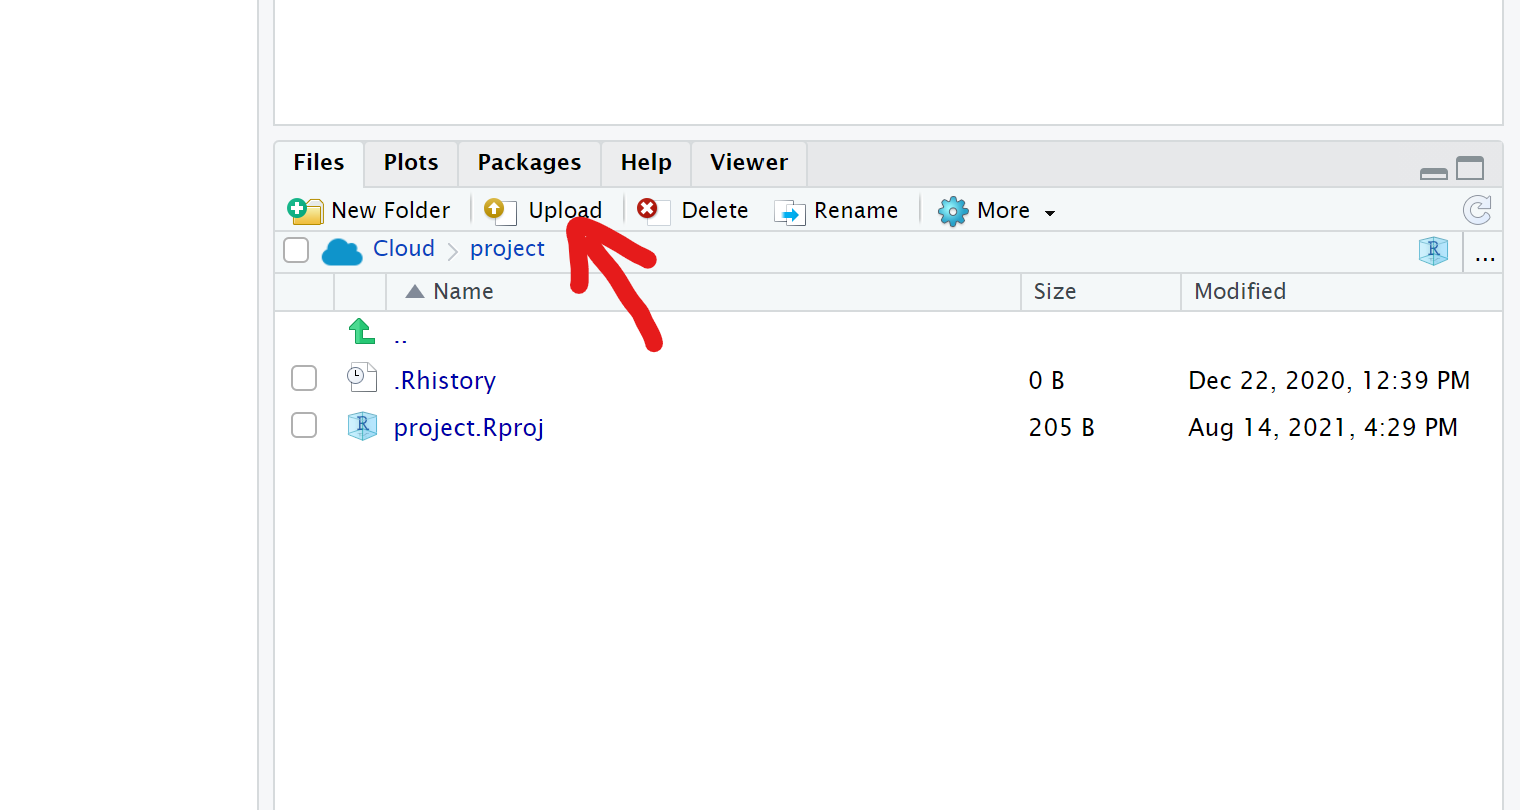 Files Plots Packages Help Viewer
New Folder Upload Delete Rename More
Cloud project R ...
Name Size Modified
..
.Rhistory 0 B Dec 22, 2020, 12:39 PM
R project.Rproj 205 B Aug 14, 2021, 4:29 PM